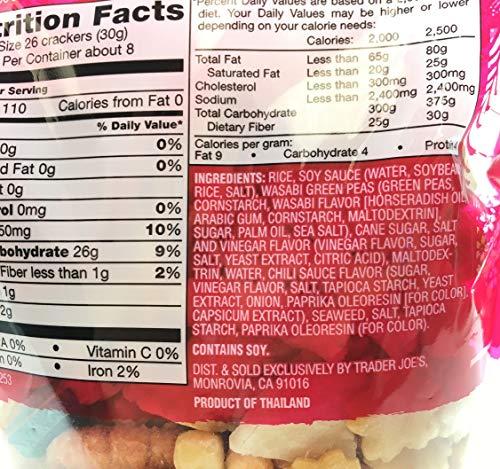 trition Facts
Size 26 crackers (30g)
Per Container about 8
r Serving
110 Calories from Fat 0
% Daily Value*
0g 0%
d Fat 0g 0%
t 0g
rol 0mg 0%
50mg 10%
bohydrate 26g 9%
Fiber less than 1g 2%
1g
2g
A 0% • Vitamin C 0%
0% • Iron 2%
253
*Percent Daily Values are based on a
diet. Your Daily Values may be higher or lower
depending on your calorie needs:
Calories: 2,000 2,500
Total Fat Less than 65g 80g
Saturated Fat Less than 20g 25g
Cholesterol Less than 300mg 300mg
Sodium Less than 2,400mg 2,400mg
Total Carbohydrate 300g 375g
Dietary Fiber 25g 30g
Calories per gram:
Fat 9 • Carbohydrate 4 • Protei
INGREDIENTS: RICE, SOY SAUCE (WATER, SOYBEAN
RICE, SALT), WASABI GREEN PEAS (GREEN PEAS,
CORNSTARCH, WASABI FLAVOR [HORSERADISH OIL,
ARABIC GUM, CORNSTARCH, MALTODEXTRIN],
SUGAR, PALM OIL, SEA SALT), CANE SUGAR, SALT
AND VINEGAR FLAVOR (VINEGAR FLAVOR, SUGAR,
SALT, YEAST EXTRACT, CITRIC ACID), MALTODEX-
TRIN, WATER, CHILI SAUCE FLAVOR (SUGAR,
VINEGAR FLAVOR, SALT, TAPIOCA STARCH, YEAST
EXTRACT, ONION, PAPRIKA OLEORESIN [FOR COLOR],
CAPSICUM EXTRACT), SEAWEED, SALT, TAPIOCA
STARCH, PAPRIKA OLEORESIN (FOR COLOR).
CONTAINS SOY.
DIST. & SOLD EXCLUSIVELY BY TRADER JOE'S,
MONROVIA, CA 91016
PRODUCT OF THAILAND